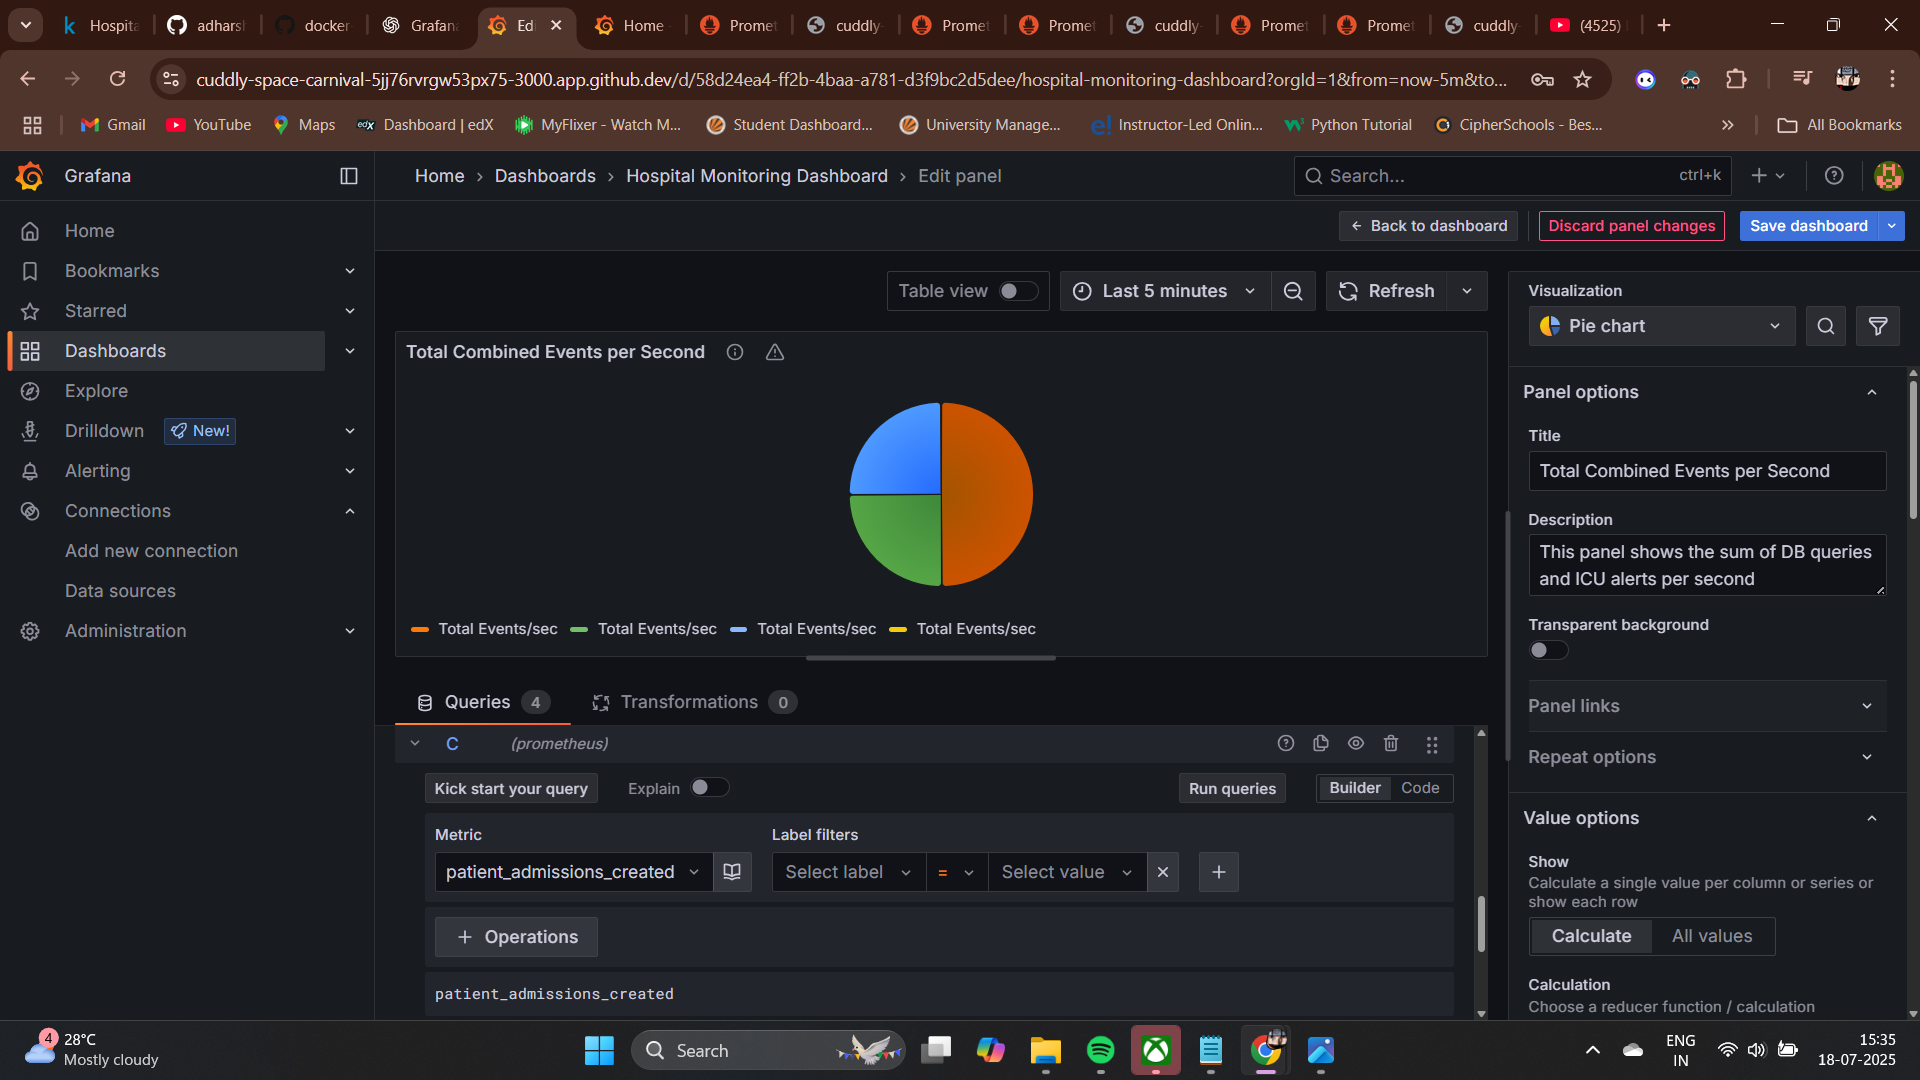 Hospita
adharsh
docker
Grafana
Edi
Home
Promet
cuddly-
Promet
Promet
cuddly-
Promet
Promet
cuddly-
(4525)
cuddly-space-carnival-5jj76rvrgw53px75-3000.app.github.dev/d/58d24ea4-ff2b-4baa-a781-d3f9bc2d5dee/hospital-monitoring-dashboard?orgId=1&from=now-5m&to...
Gmail
YouTube
Maps
edX Dashboard | edX
MyFlixer - Watch M...
Student Dashboard...
University Manage...
Instructor-Led Onlin...
Python Tutorial
CipherSchools - Bes...
All Bookmarks
Grafana
Home › Dashboards › Hospital Monitoring Dashboard › Edit panel
Search... ctrl+k
Back to dashboard
Discard panel changes
Save dashboard
Home
Bookmarks
Starred
Dashboards
Explore
Drilldown New!
Alerting
Connections
Add new connection
Data sources
Administration
Table view
Last 5 minutes
Refresh
Total Combined Events per Second
Total Events/sec Total Events/sec Total Events/sec Total Events/sec
Queries 4
Transformations 0
C (prometheus)
Kick start your query
Explain
Run queries
Builder Code
Metric
Label filters
patient_admissions_created
Select label = Select value
+ Operations
patient_admissions_created
Visualization
Pie chart
Panel options
Title
Total Combined Events per Second
Description
This panel shows the sum of DB queries
and ICU alerts per second
Transparent background
Panel links
Repeat options
Value options
Show
Calculate a single value per column or series or
show each row
Calculate All values
Calculation
Choose a reducer function / calculation
4
28°C
Mostly cloudy
Search
ENG
IN
15:35
18-07-2025